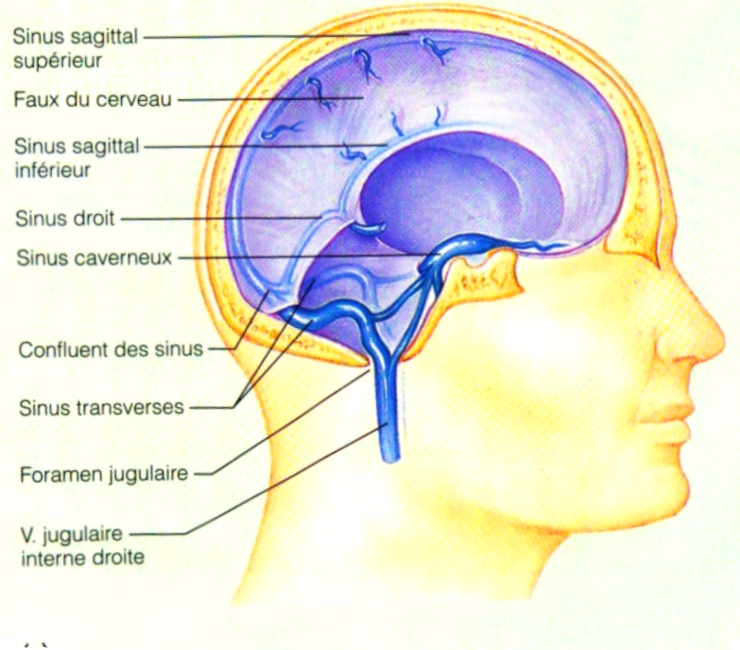 Sinus sagittal
supérieur
Faux du cerveau
Sinus sagittal
inférieur
Sinus droit
Sinus caverneux
Confluent des sinus
Sinus transverses
Foramen jugulaire
V. jugulaire
interne droite